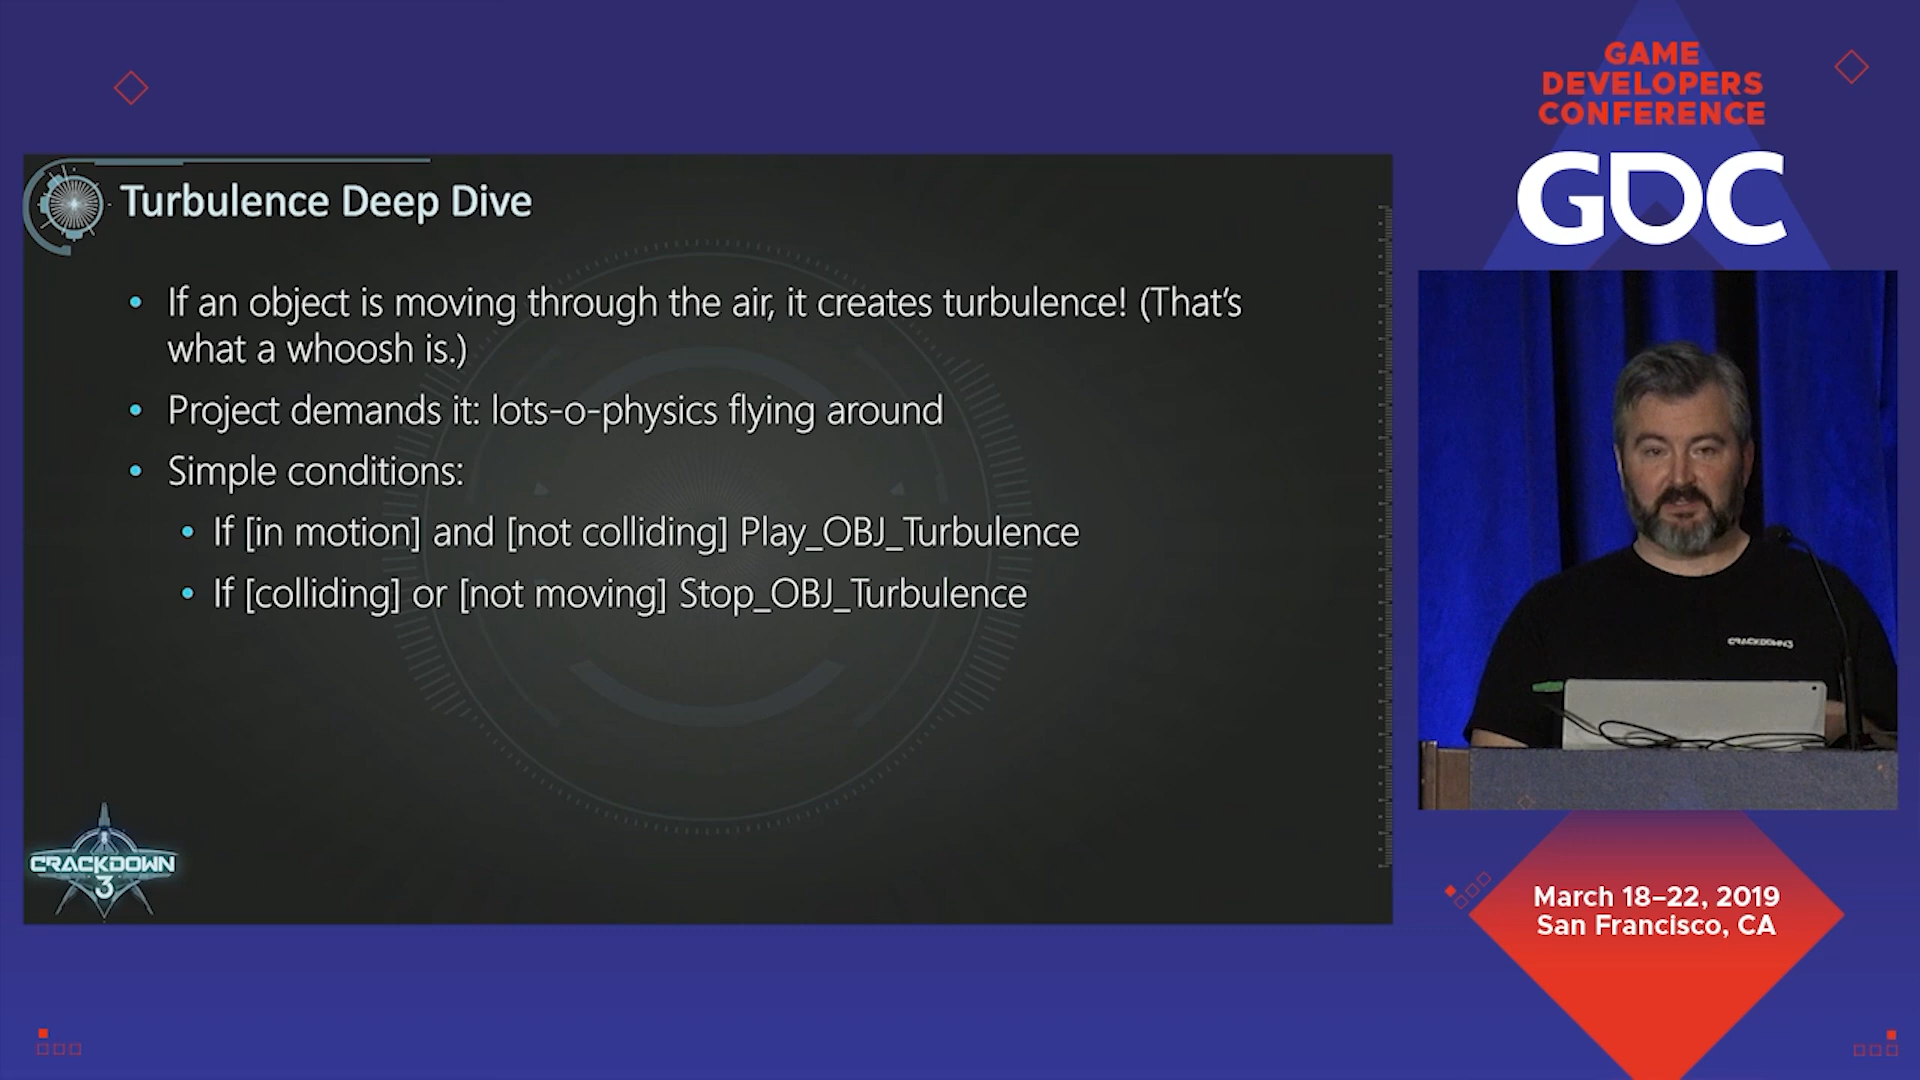 GAME
DEVELOPERS
CONFERENCE
GDC
Turbulence Deep Dive
• If an object is moving through the air, it creates turbulence! (That's
what a whoosh is.)
• Project demands it: lots-o-physics flying around
• Simple conditions:
• If [in motion] and [not colliding] Play_OBJ_Turbulence
• If [colliding] or [not moving] Stop_OBJ_Turbulence
CRACKDOWN
3
CRACKDOWN3
March 18–22, 2019
San Francisco, CA